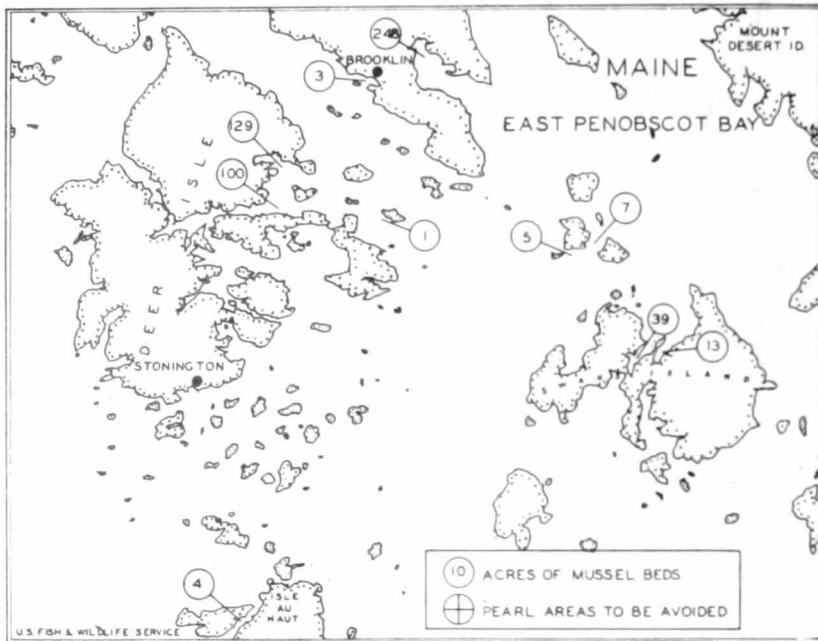 MOUNT
DESERT ID.
248
BROOKLIN
3
MAINE
EAST PENOBSCOT BAY
129
100
ISLE
1
7
5
DEER
39
13
STONINGTON
SWANS ISLAND
4
ISLE
AU
HAUT
10 ACRES OF MUSSEL BEDS
PEARL AREAS TO BE AVOIDED
U.S. FISH & WILDLIFE SERVICE